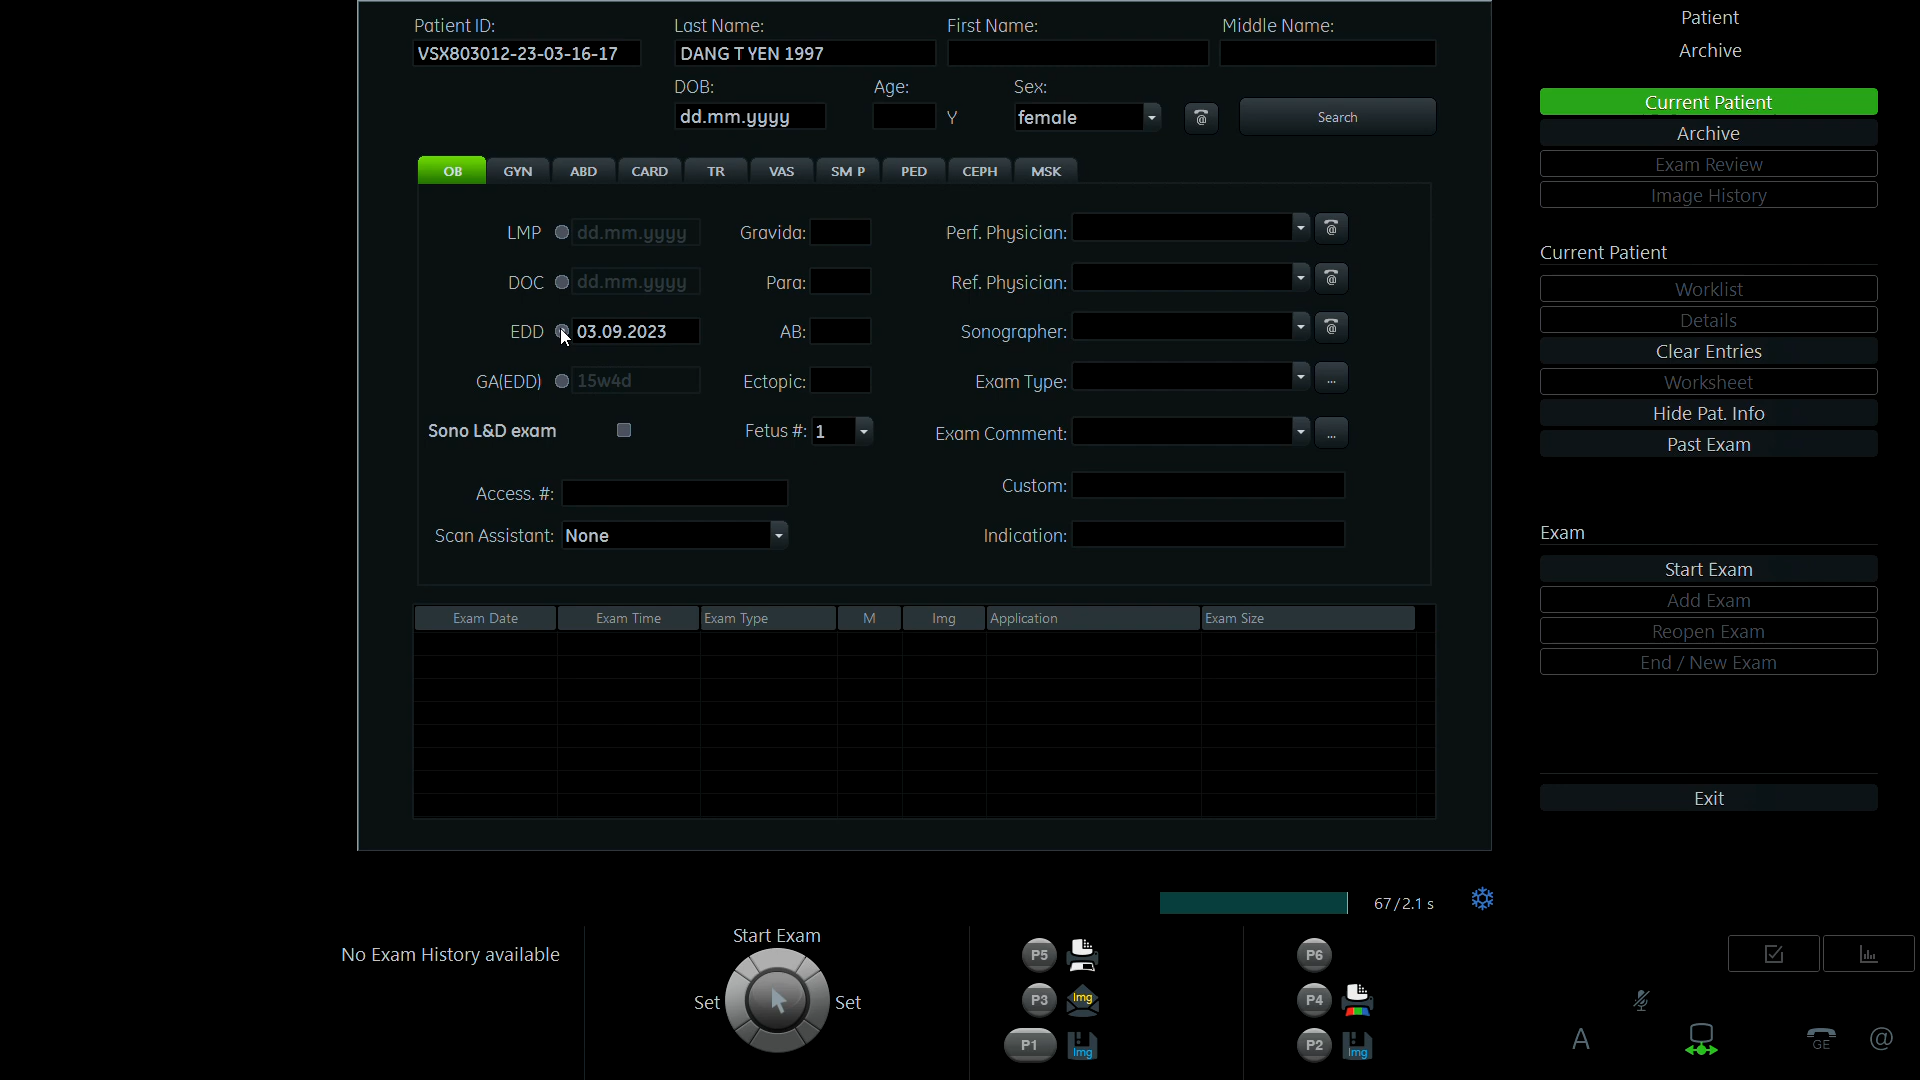 Patient ID: Last Name: First Name: Middle Name:
VSX803012-23-03-16-17 DANG T YEN 1997
DOB: Age: Sex:
dd.mm.yyyy Y female @ Search
OB GYN ABD CARD TR VAS SM P PED CEPH MSK
LMP dd.mm.yyyy Gravida: Perf. Physician: @
DOC dd.mm.yyyy Para: Ref. Physician: @
EDD 03.09.2023 AB: Sonographer: @
GA(EDD) 15w4d Ectopic: Exam Type: ...
Sono L&D exam Fetus #: 1 Exam Comment: ...
Access. #: Custom:
Scan Assistant: None Indication:
Exam Date Exam Time Exam Type M Img Application Exam Size
67/2.1 s
No Exam History available
Start Exam
Set Set
P5
P3 Img
P1 Img
P6
P4
P2 Img
Patient
Archive
Current Patient
Archive
Exam Review
Image History
Current Patient
Worklist
Details
Clear Entries
Worksheet
Hide Pat. Info
Past Exam
Exam
Start Exam
Add Exam
Reopen Exam
End / New Exam
Exit
A GE @